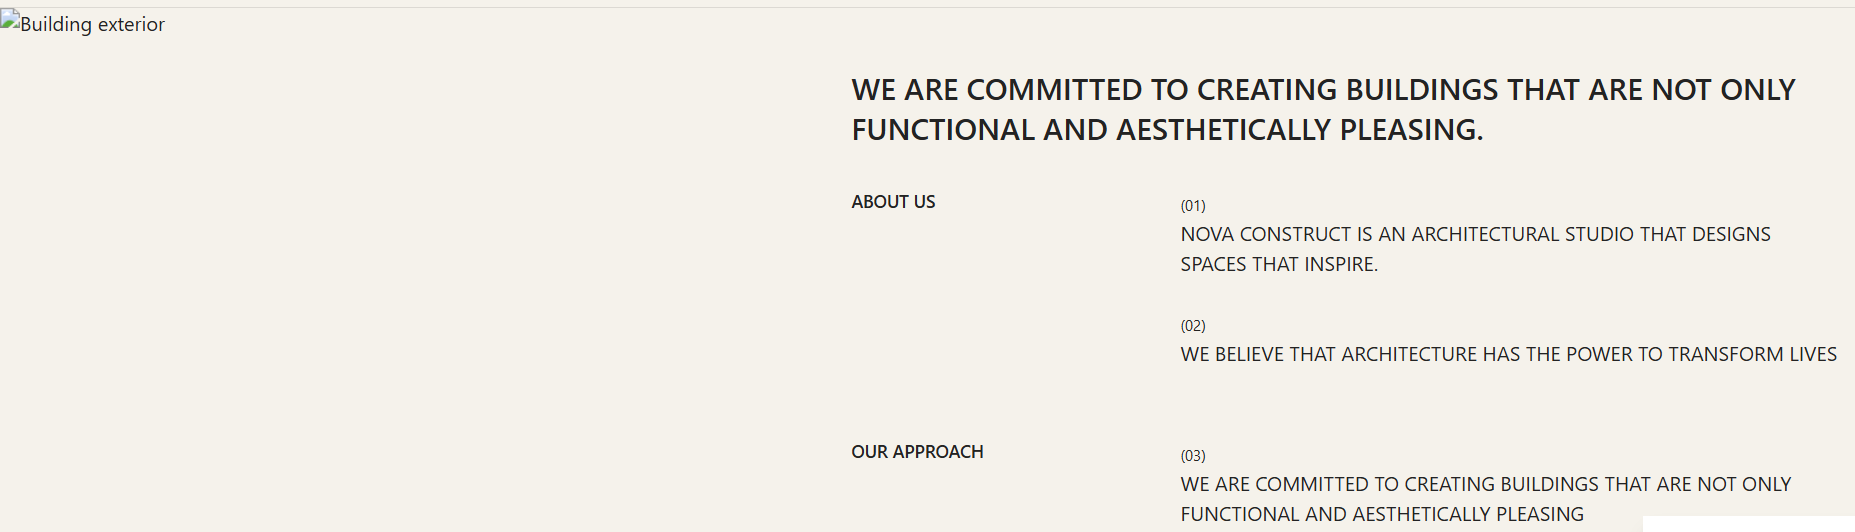 Building exterior
WE ARE COMMITTED TO CREATING BUILDINGS THAT ARE NOT ONLY
FUNCTIONAL AND AESTHETICALLY PLEASING.
ABOUT US
(01)
NOVA CONSTRUCT IS AN ARCHITECTURAL STUDIO THAT DESIGNS
SPACES THAT INSPIRE.
(02)
WE BELIEVE THAT ARCHITECTURE HAS THE POWER TO TRANSFORM LIVES
OUR APPROACH
(03)
WE ARE COMMITTED TO CREATING BUILDINGS THAT ARE NOT ONLY
FUNCTIONAL AND AESTHETICALLY PLEASING